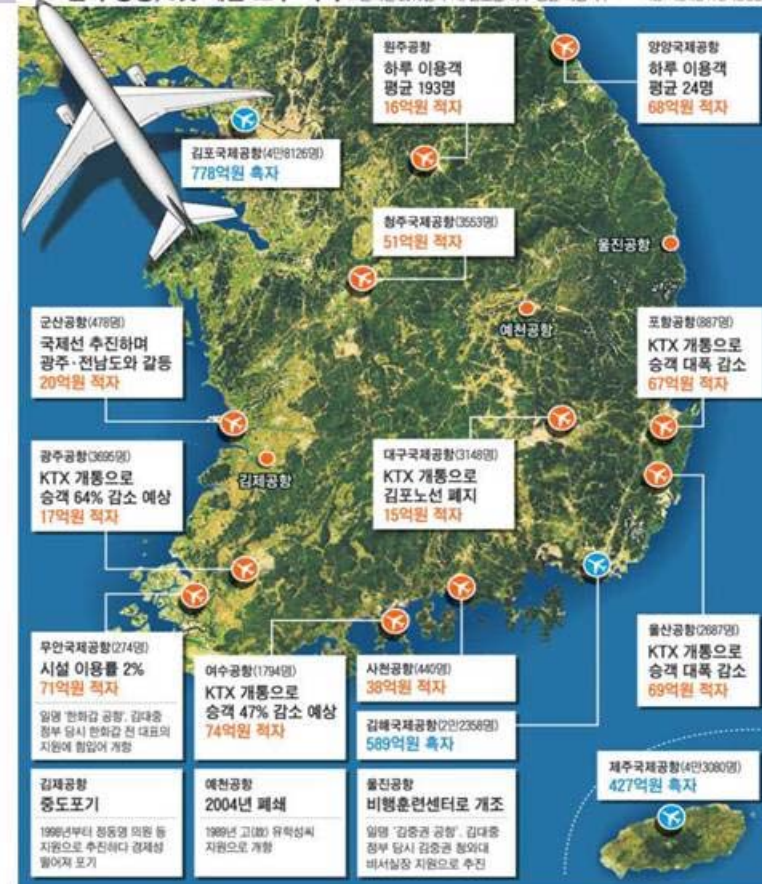 원주공항
하루 이용객
평균 193명
16억원 적자
양양국제공항
하루 이용객
평균 24명
68억원 적자
김포국제공항(4만8126명)
778억원 흑자
청주국제공항(3553명)
51억원 적자
울진공항
예천공항
군산공항(478명)
국제선 추진하며
광주·전남도와 갈등
20억원 적자
포항공항(887명)
KTX 개통으로
승객 대폭 감소
67억원 적자
광주공항(3695명)
KTX 개통으로
승객 64% 감소 예상
17억원 적자
김제공항
대구국제공항(3148명)
KTX 개통으로
김포노선 폐지
15억원 적자
무안국제공항(274명)
시설 이용률 2%
71억원 적자
일명 '한화갑 공항'. 김대중
정부 당시 한화갑 전 대표의
지원에 힘입어 개항
여수공항(1794명)
KTX 개통으로
승객 47% 감소 예상
74억원 적자
사천공항(440명)
38억원 적자
김해국제공항(2만2358명)
589억원 흑자
울산공항(2687명)
KTX 개통으로
승객 대폭 감소
69억원 적자
제주국제공항(4만3080명)
427억원 흑자
김제공항
중도포기
1998년부터 정동영 의원 등
지원으로 추진하다 경제성
떨어져 포기
예천공항
2004년 폐쇄
1989년 고(故) 유학성씨
지원으로 개항
울진공항
비행훈련센터로 개조
일명 '김중권 공항'. 김대중
정부 당시 김중권 청와대
비서실장 지원으로 추진